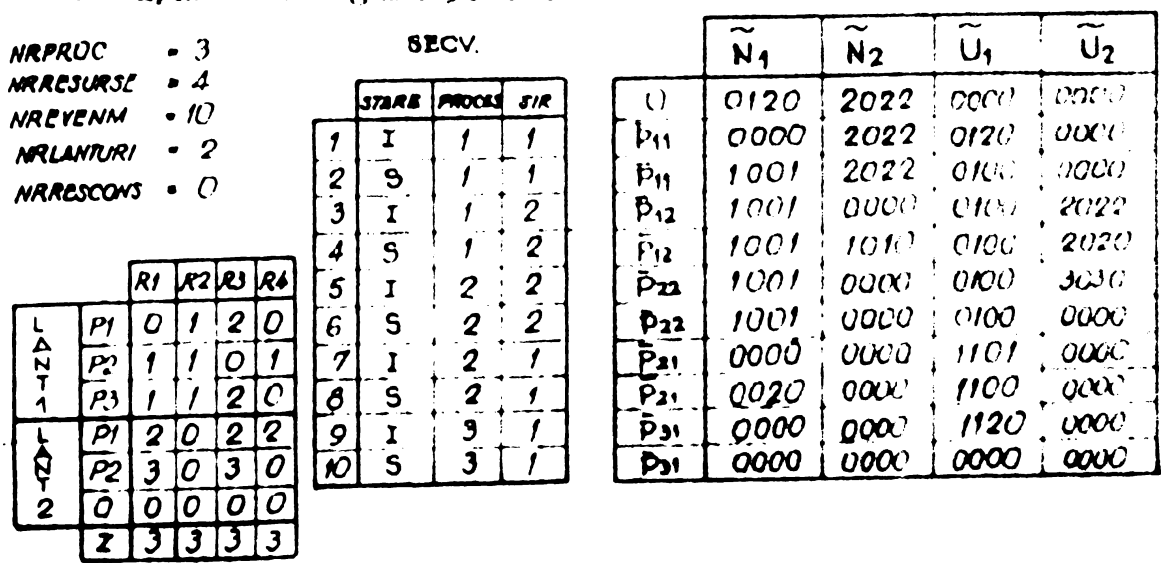 NRPROC = 3
NRRESURSE = 4
NREVENM = 10
NRLANTURI = 2
NRRESCONS = 0
R1 R2 R3 R4
LANT 1
P1 0 1 2 0
P2 1 1 0 1
P3 1 1 2 0
LANT 2
P1 2 0 2 2
P2 3 0 3 0
0 0 0 0 0
I 3 3 3 3
SECV.
STARE PROCES SIR
1 I 1 1
2 S 1 1
3 I 1 2
4 S 1 2
5 I 2 2
6 S 2 2
7 I 2 1
8 S 2 1
9 I 3 1
10 S 3 1
Ñ1 Ñ2 Ũ1 Ũ2
0 0120 2022 0000 0000
p11 0000 2022 0120 0000
p11 1001 2022 0100 0000
p12 1001 0000 0100 2022
p12 1001 1010 0100 2020
p22 1001 0000 0100 3030
p22 1001 0000 0100 0000
p21 0000 0000 1101 0000
p21 0020 0000 1100 0000
p31 0000 0000 1120 0000
p31 0000 0000 0000 0000